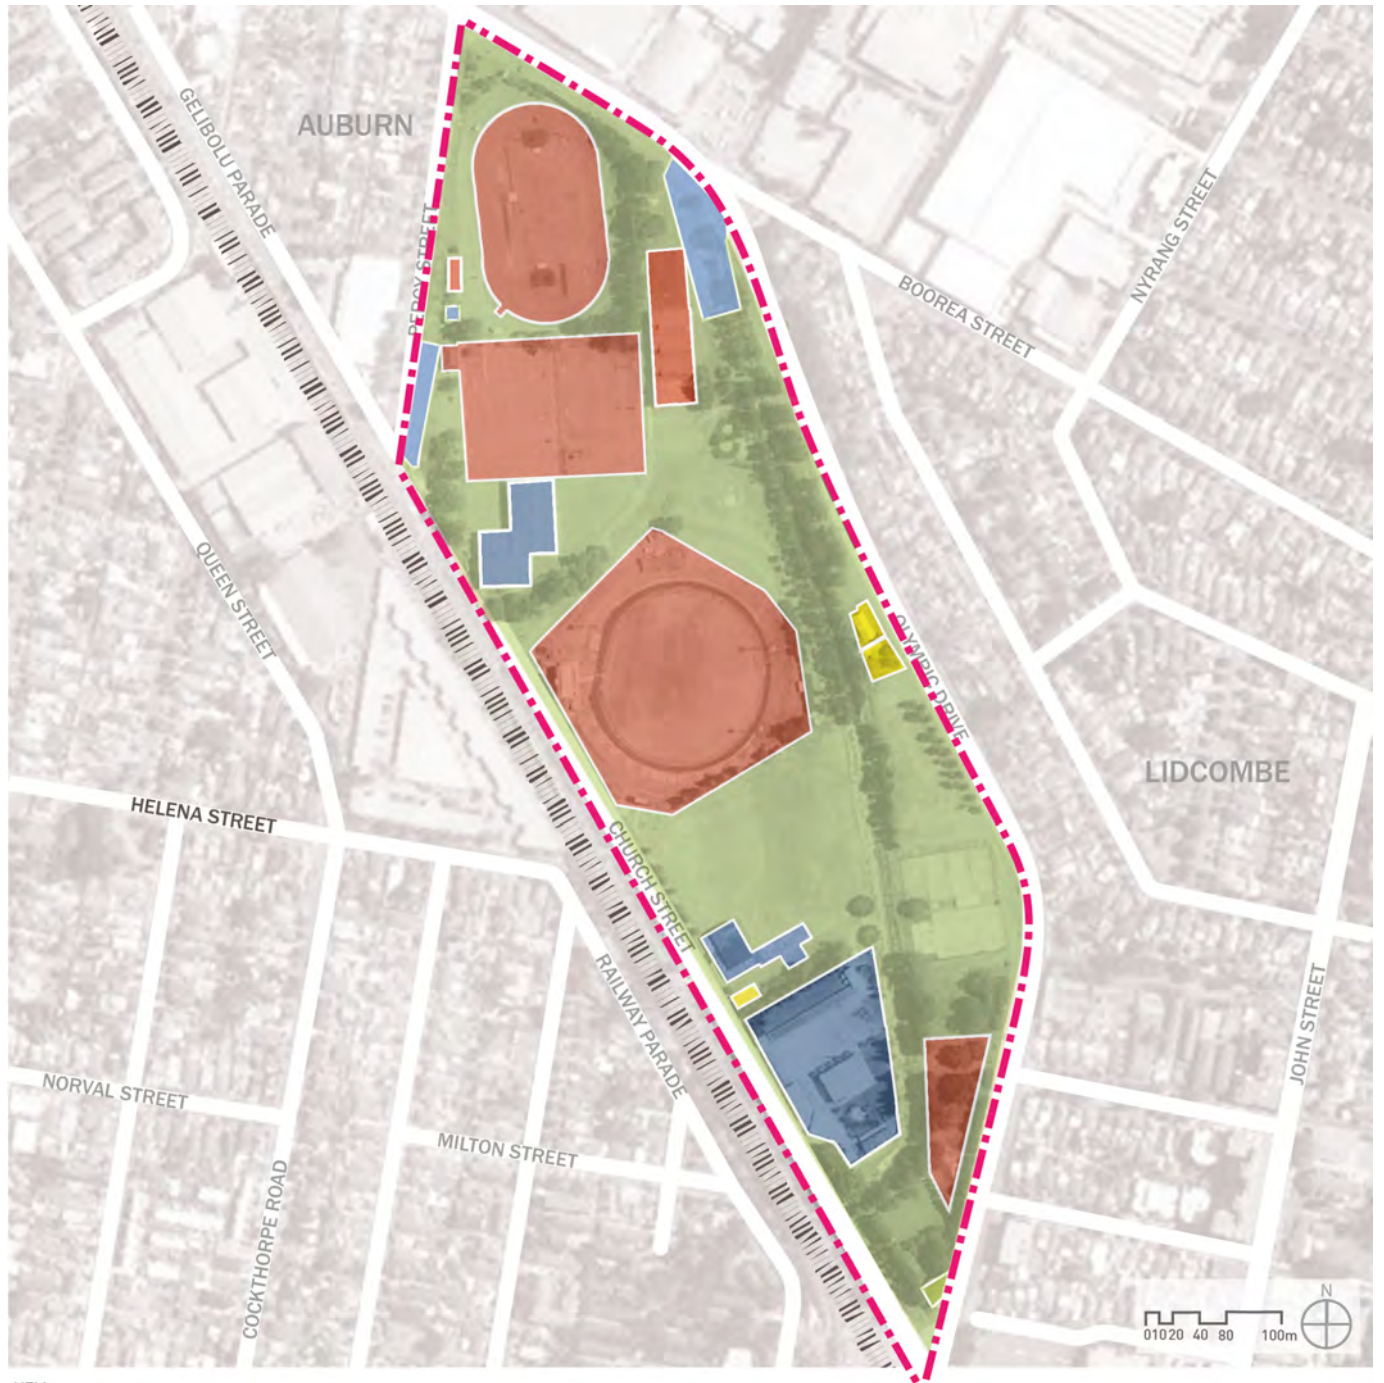 AUBURN
GELIBOLU PARADE
PERCY STREET
NYRANG STREET
BOOREA STREET
QUEEN STREET
OLYMPIC DRIVE
LIDCOMBE
HELENA STREET
CHURCH STREET
RAILWAY PARADE
JOHN STREET
NORVAL STREET
MILTON STREET
COCKTHORPE ROAD
N
01020 40 80 100m